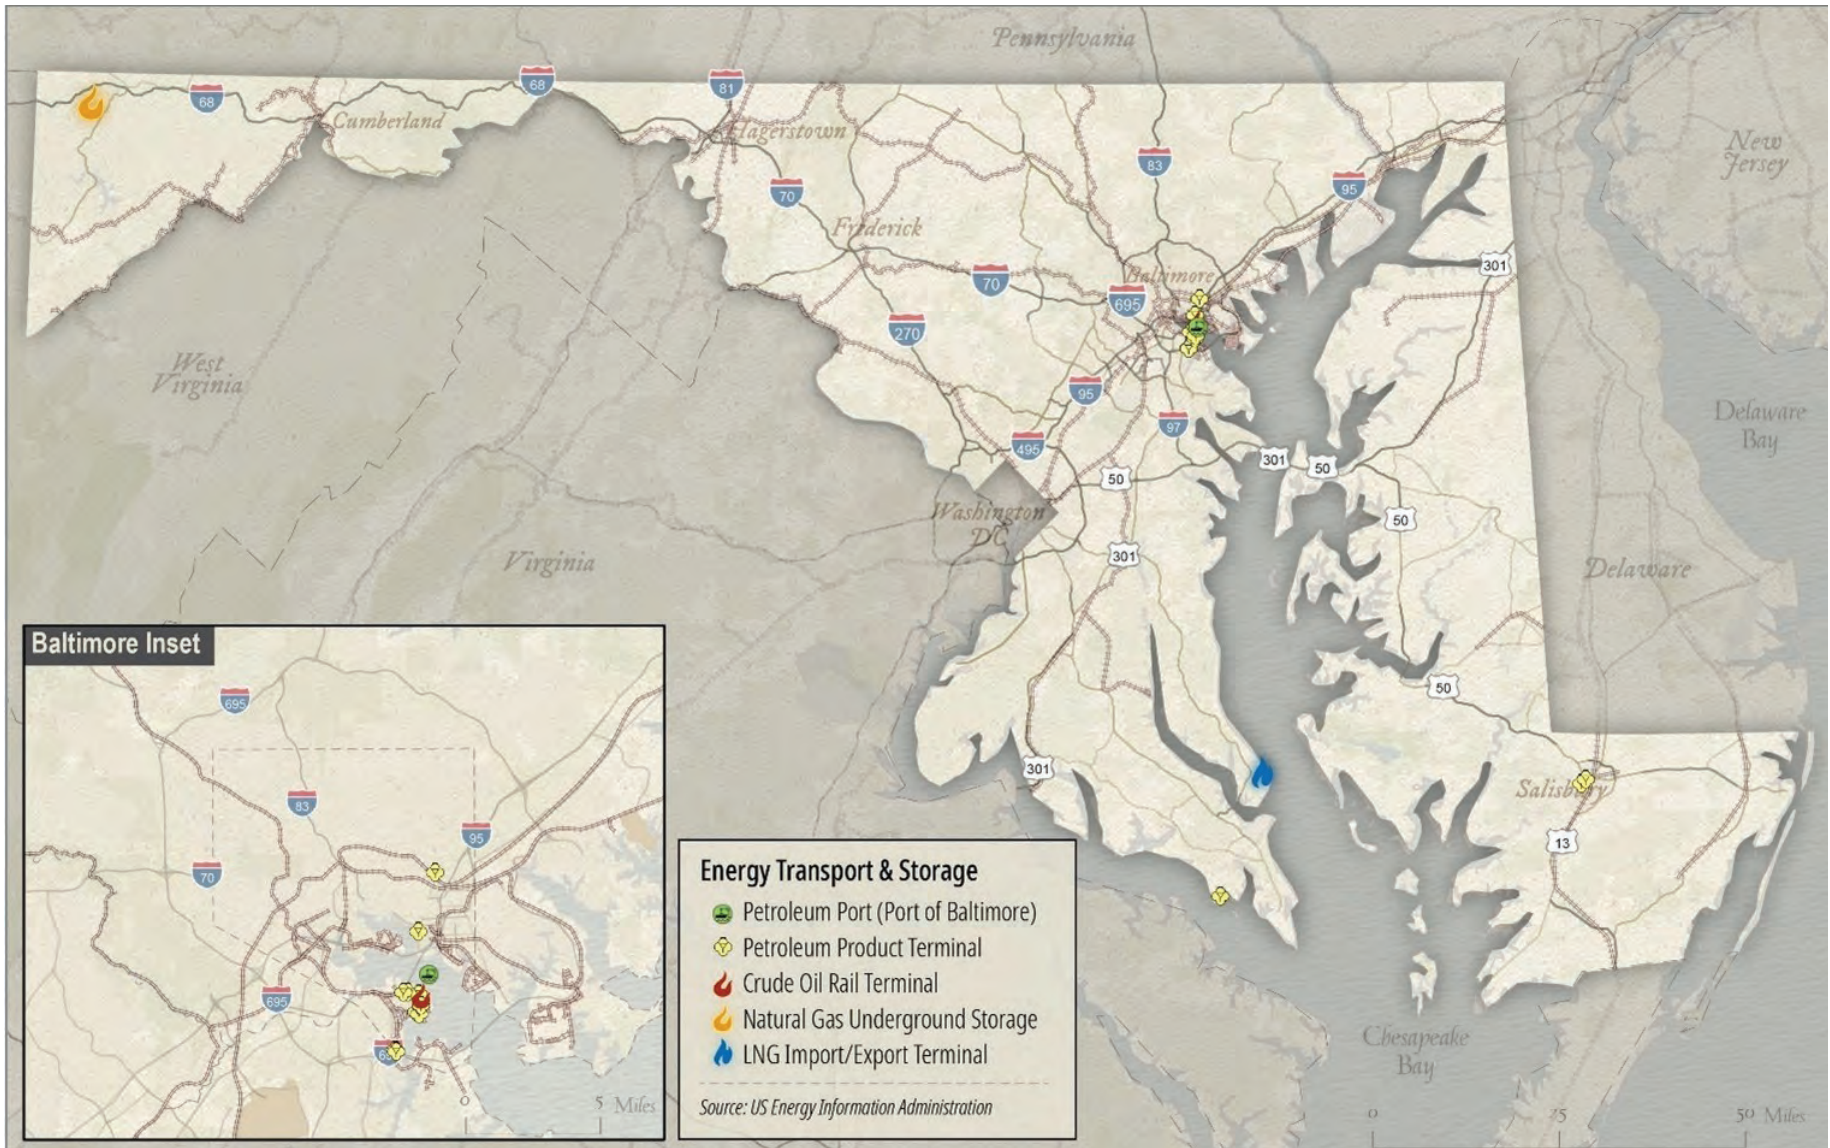 Pennsylvania
68
68
81
Cumberland
Hagerstown
New
Jersey
83
95
70
Frederick
301
70
Baltimore
695
270
West
Virginia
95
Delaware
Bay
97
495
301
50
50
Washington
DC
50
301
Virginia
Delaware
50
301
Salisbury
13
Chesapeake
Bay
0
50 Miles
Baltimore Inset
695
83
95
70
695
0
5 Miles
Energy Transport & Storage
Petroleum Port (Port of Baltimore)
Petroleum Product Terminal
Crude Oil Rail Terminal
Natural Gas Underground Storage
LNG Import/Export Terminal
Source: US Energy Information Administration